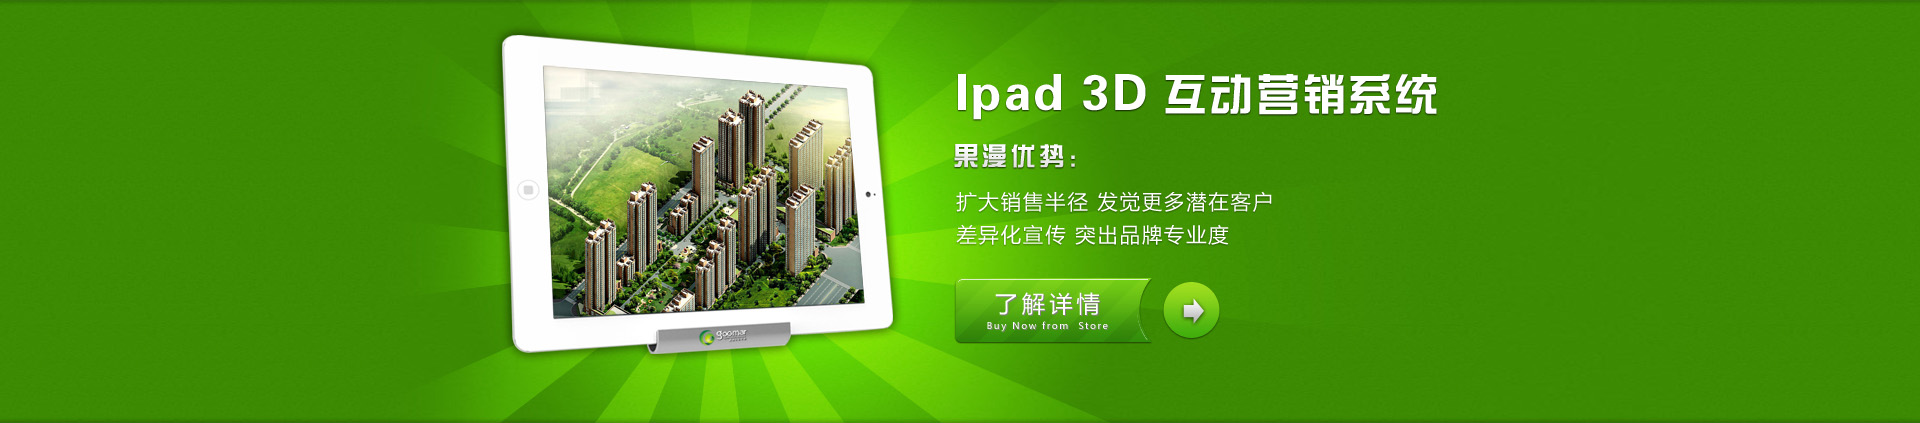 Ipad 3D 互动营销系统
果漫优势:
扩大销售半径 发觉更多潜在客户
差异化宣传 突出品牌专业度
了解详情
Buy Now from Store
goomar